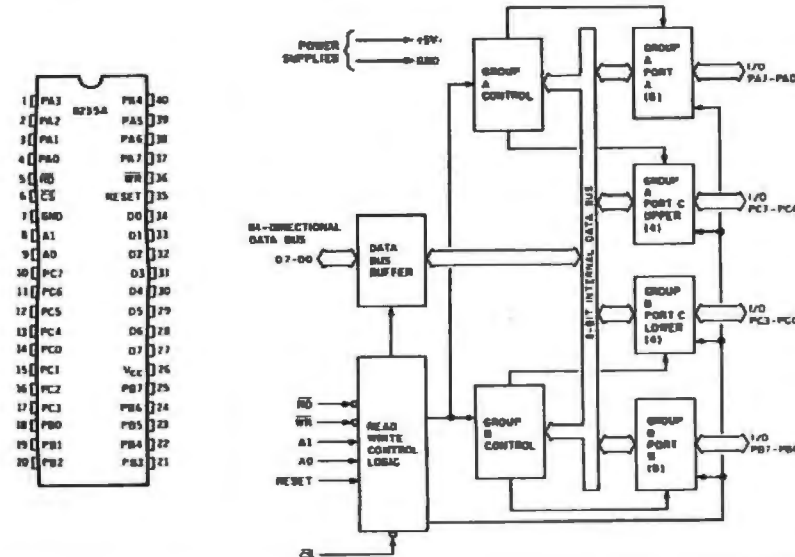 8255A
1 PA3 PA4 40
2 PA2 PA5 39
3 PA1 PA6 38
4 PA0 PA7 37
5 RD WR 36
6 CS RESET 35
7 GND D0 34
8 A1 D1 33
9 A0 D2 32
10 PC7 D3 31
11 PC6 D4 30
12 PC5 D5 29
13 PC4 D6 28
14 PC0 D7 27
15 PC1 VCC 26
16 PC2 PB7 25
17 PC3 PB6 24
18 PB0 PB5 23
19 PB1 PB4 22
20 PB2 PB3 21
POWER
SUPPLIES
+5V
GND
GROUP
A
CONTROL
GROUP
A
PORT
A
(8)
I/O
PA7-PA0
GROUP
A
PORT C
UPPER
(4)
I/O
PC7-PC4
BI-DIRECTIONAL
DATA BUS
D7-D0
DATA
BUS
BUFFER
8-BIT INTERNAL DATA BUS
GROUP
B
PORT C
LOWER
(4)
I/O
PC3-PC0
RD
WR
A1
A0
RESET
READ
WRITE
CONTROL
LOGIC
GROUP
B
CONTROL
GROUP
B
PORT
B
(8)
I/O
PB7-PB0